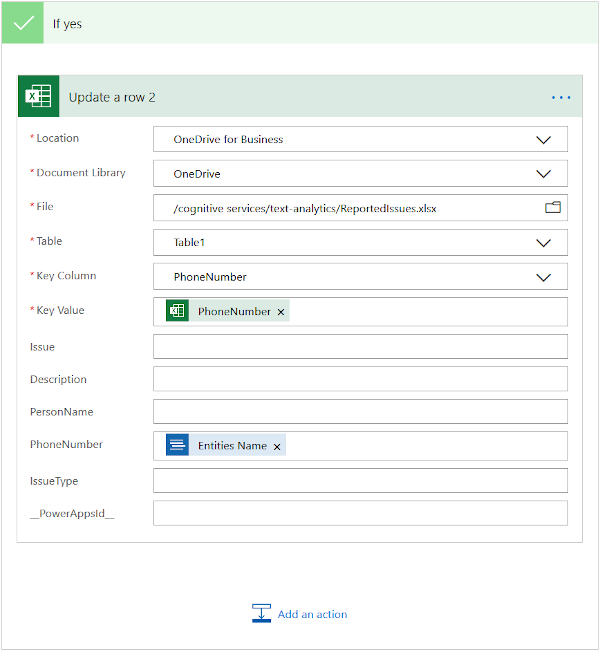 If yes
Update a row 2
* Location
OneDrive for Business
* Document Library
OneDrive
* File
/cognitive services/text-analytics/ReportedIssues.xlsx
* Table
Table1
* Key Column
PhoneNumber
* Key Value
PhoneNumber ×
Issue
Description
PersonName
PhoneNumber
Entities Name ×
IssueType
__PowerAppsId__
Add an action